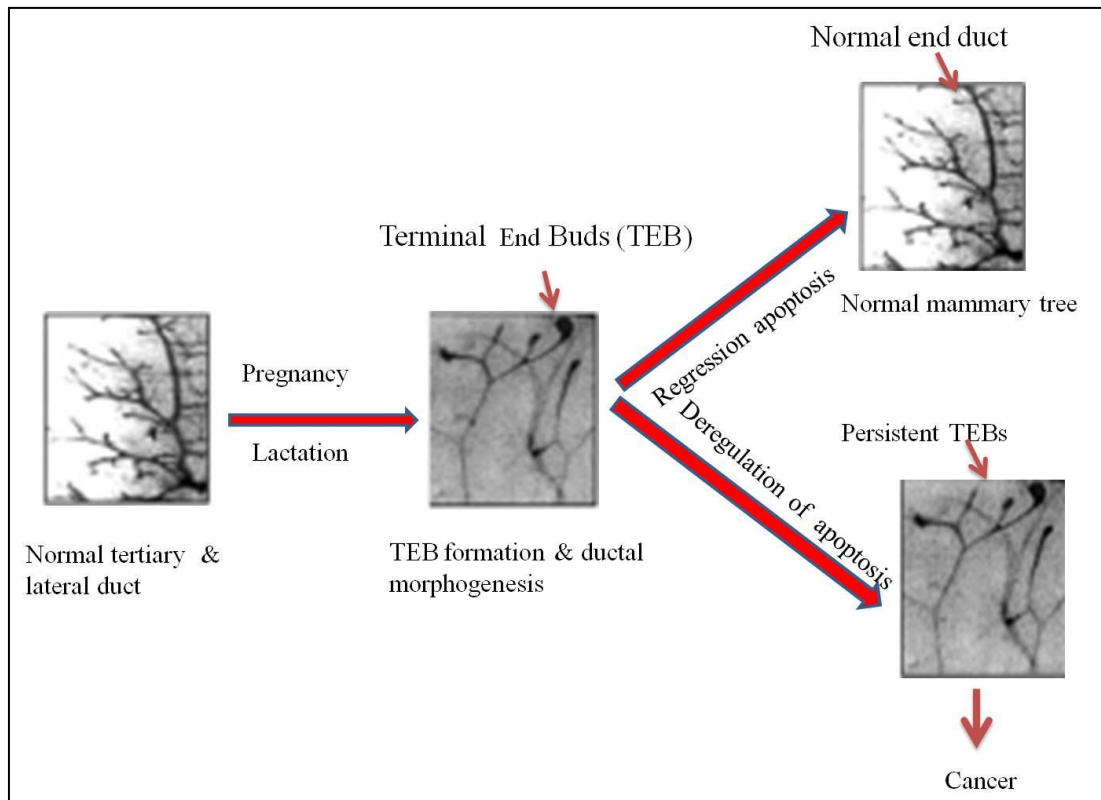 Normal end duct
Terminal End Buds (TEB)
Normal mammary tree
Pregnancy
Lactation
Regression apoptosis
Deregulation of apoptosis
Persistent TEBs
Normal tertiary & lateral duct
TEB formation & ductal morphogenesis
Cancer